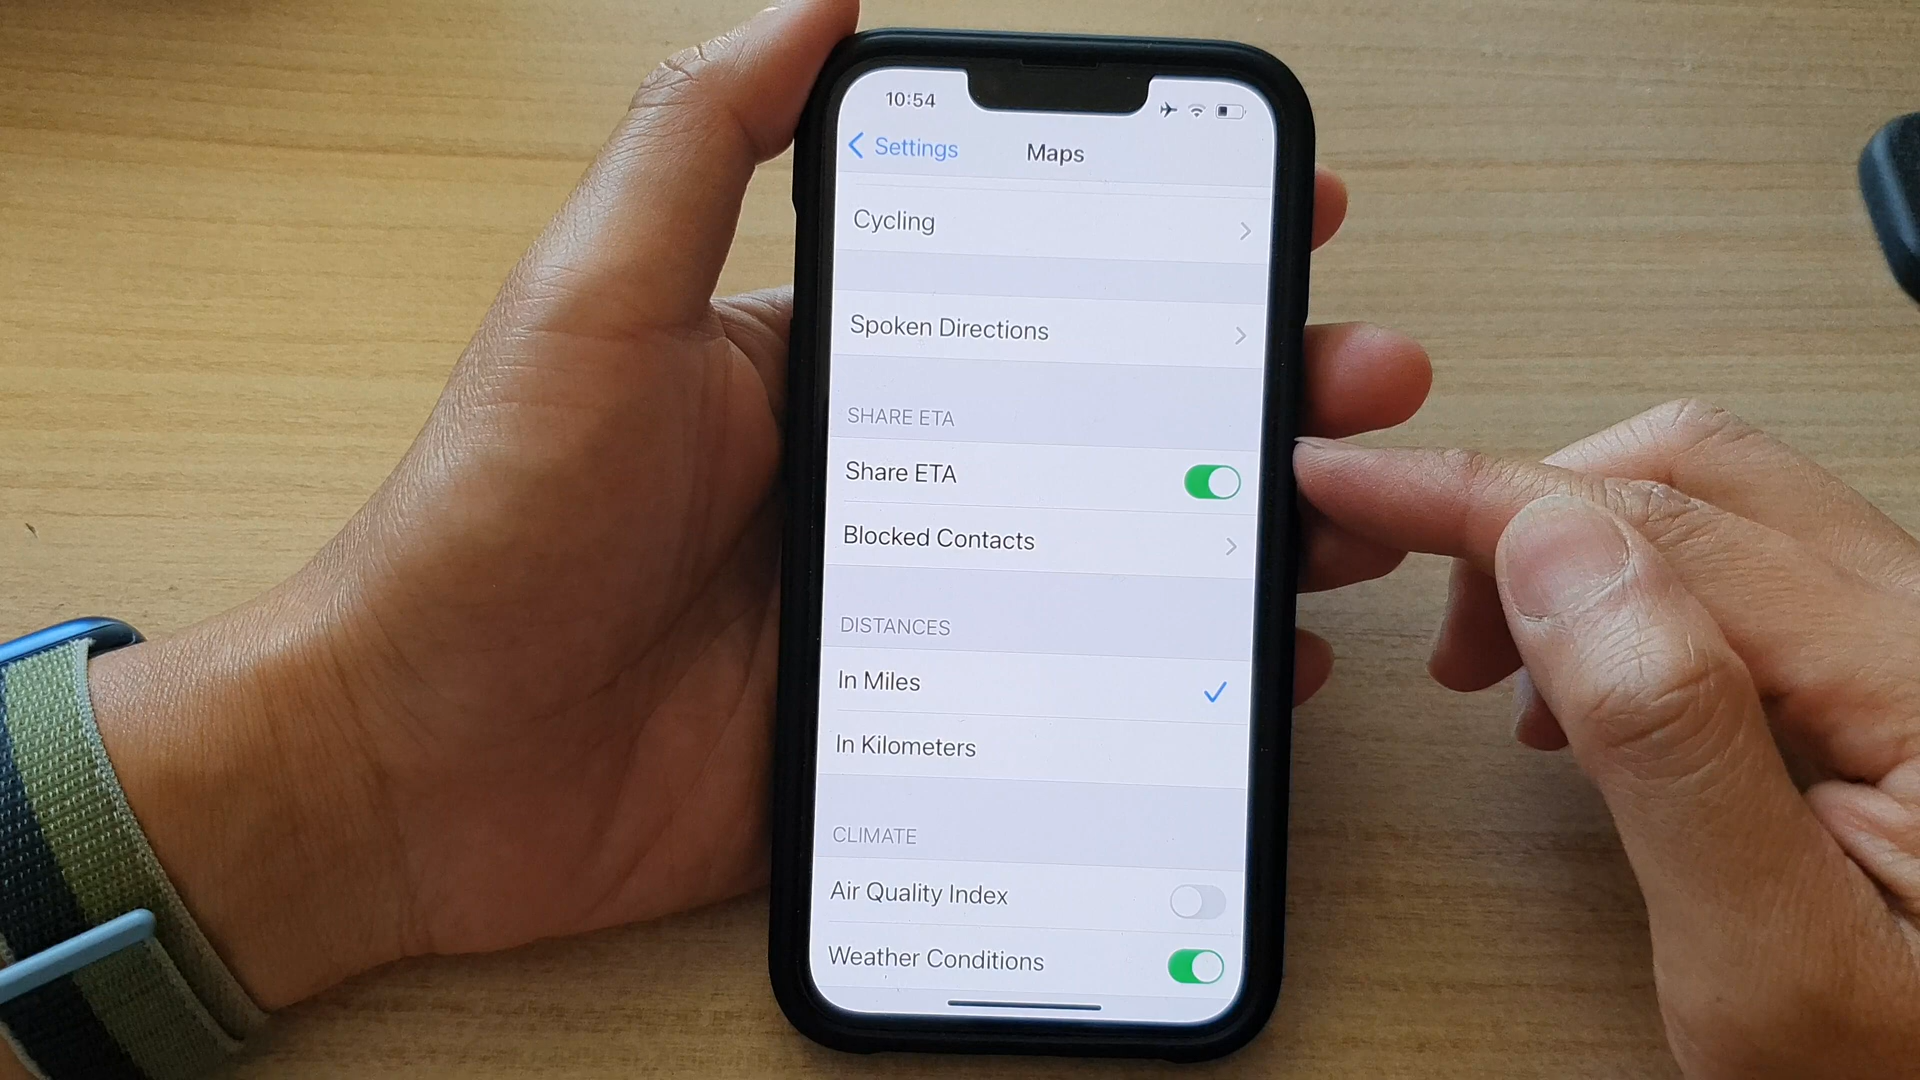 10:54
Settings
Maps
Cycling
Spoken Directions
SHARE ETA
Share ETA
Blocked Contacts
DISTANCES
In Miles
In Kilometers
CLIMATE
Air Quality Index
Weather Conditions